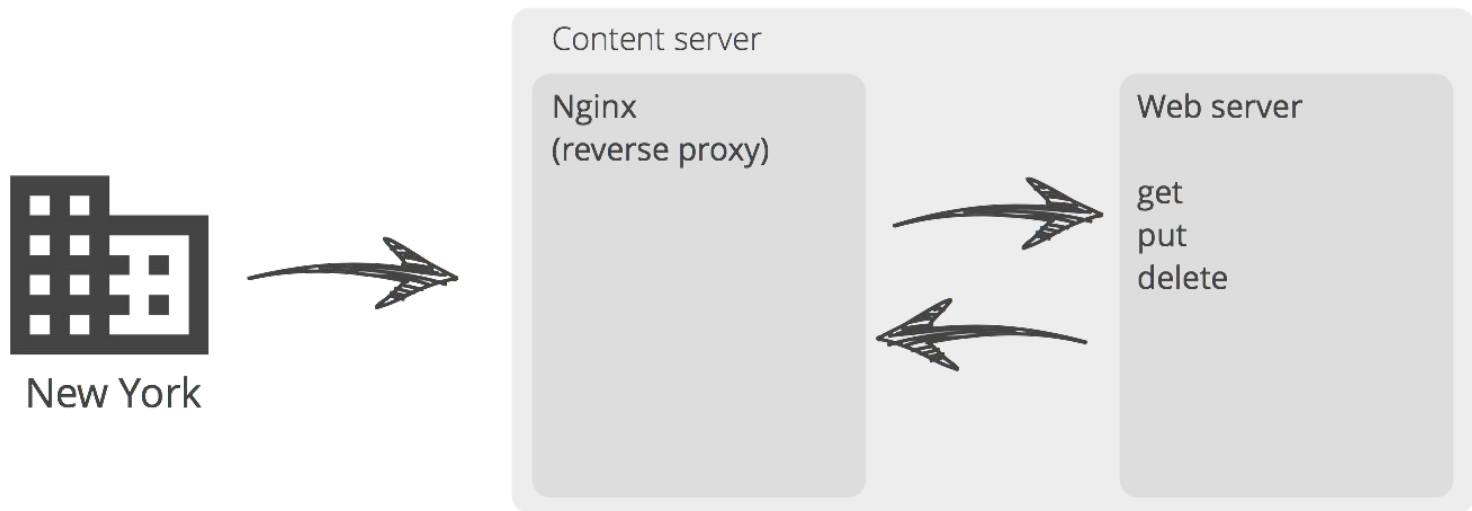 Content server
Nginx
(reverse proxy)
Web server
get
put
delete
New York